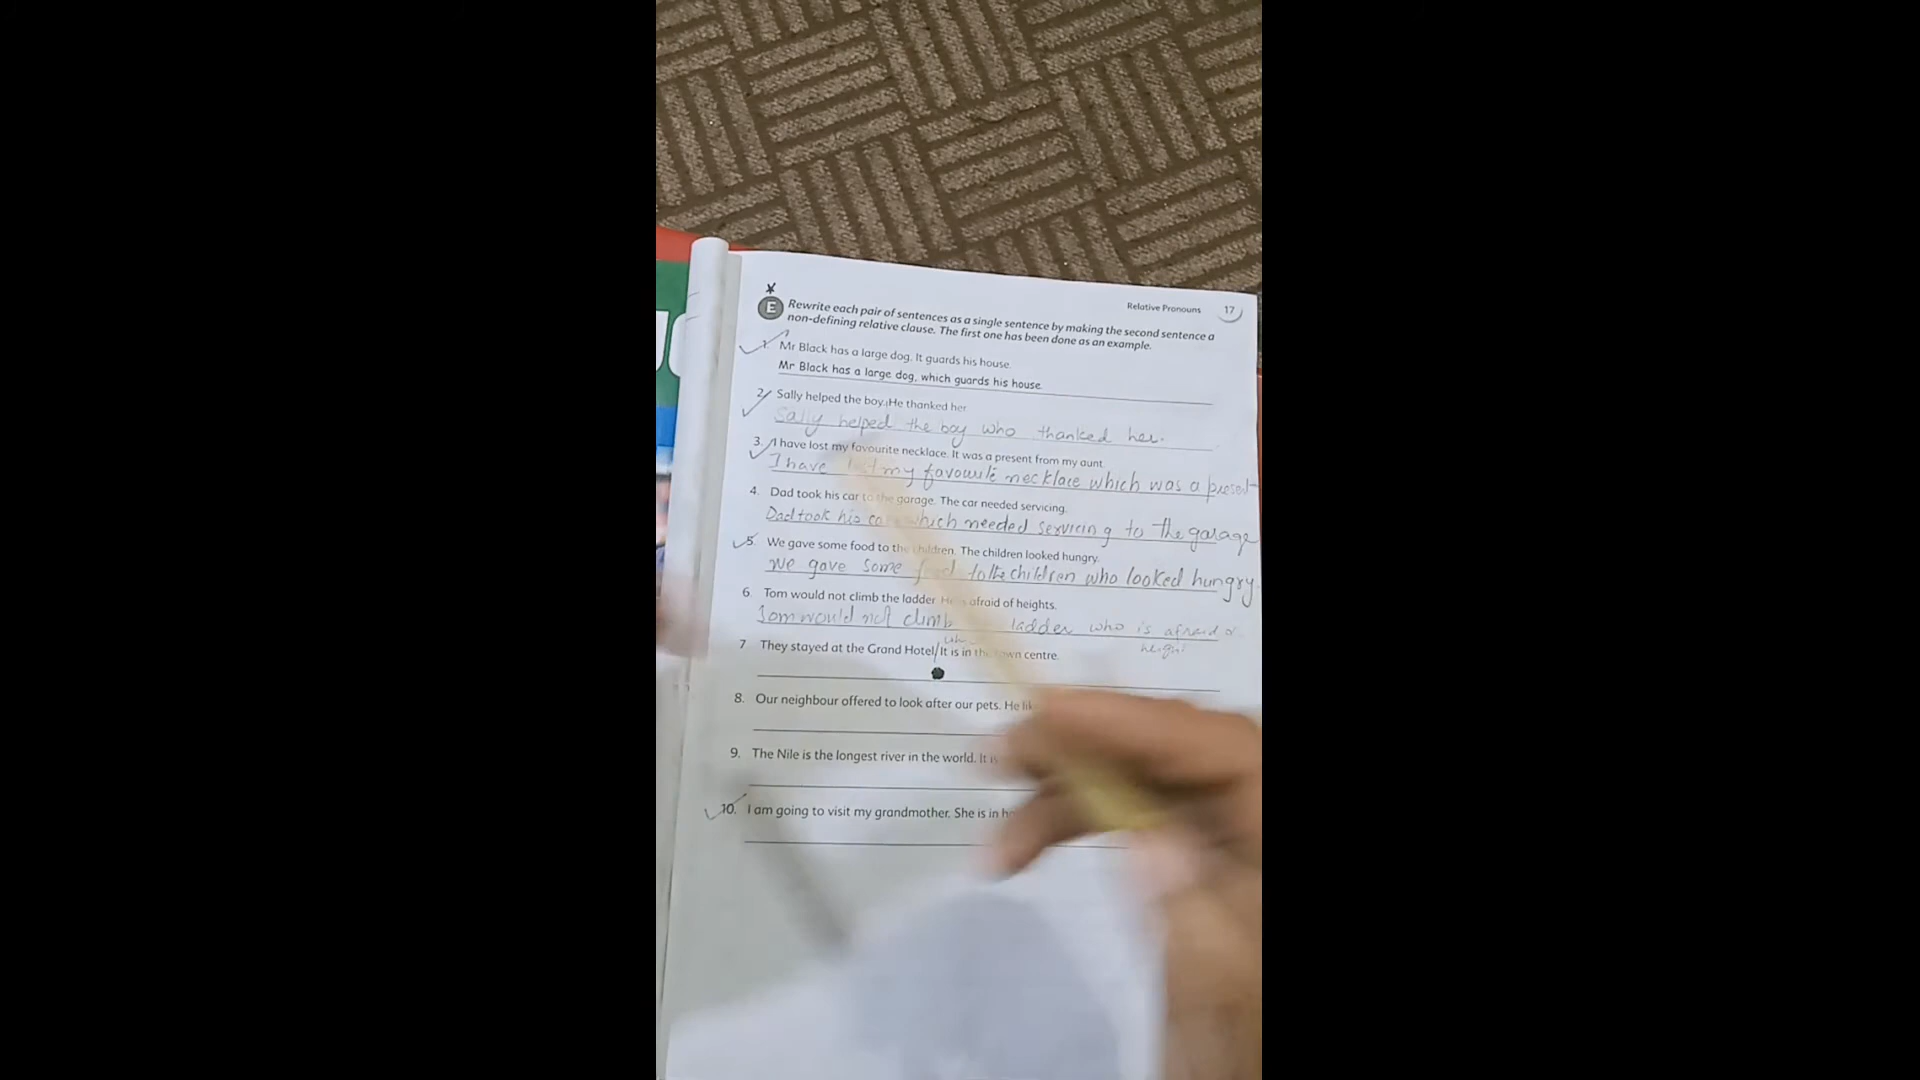 Relative Pronouns 17
E Rewrite each pair of sentences as a single sentence by making the second sentence a
non-defining relative clause. The first one has been done as an example.
1. Mr Black has a large dog. It guards his house.
Mr Black has a large dog, which guards his house
2. Sally helped the boy. He thanked her
Sally helped the boy who thanked her.
3. I have lost my favourite necklace. It was a present from my aunt.
I have my favourite necklace which was a present
4. Dad took his car to the garage. The car needed servicing.
Dad took his which needed servicing to the garage
5. We gave some food to the children. The children looked hungry.
We gave some to the children who looked hungry.
6. Tom would not climb the ladder afraid of heights.
Tom would not climb ladder who is afraid
7 They stayed at the Grand Hotel/It is in the town centre.
8. Our neighbour offered to look after our pets. He
9. The Nile is the longest river in the world. It is
10. I am going to visit my grandmother. She is in